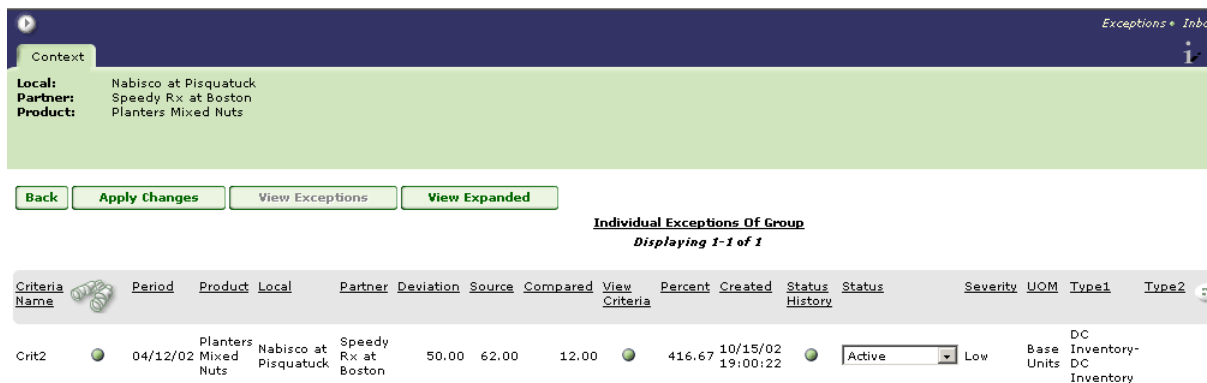 Exceptions • Inbo
Context
i
Local: Nabisco at Pisquatuck
Partner: Speedy Rx at Boston
Product: Planters Mixed Nuts
Back Apply Changes View Exceptions View Expanded
Individual Exceptions Of Group
Displaying 1-1 of 1
Criteria Name Period Product Local Partner Deviation Source Compared View Criteria Percent Created Status History Status Severity UOM Type1 Type2
Crit2 04/12/02 Planters Mixed Nuts Nabisco at Pisquatuck Speedy Rx at Boston 50.00 62.00 12.00 416.67 10/15/02 19:00:22 Active Low Base Units DC Inventory-DC Inventory